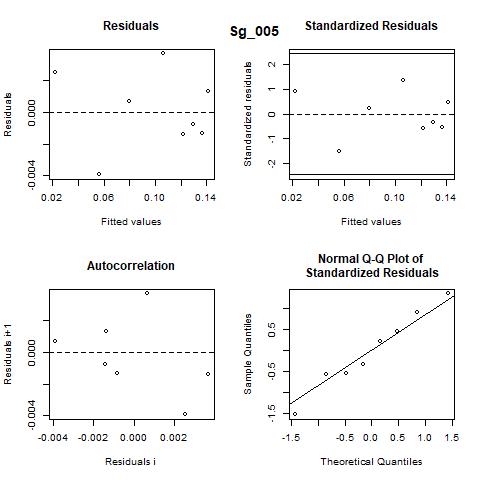 Sg_005
Residuals
Residuals
0.000
-0.004
0.02
0.06
0.10
0.14
Fitted values
Standardized Residuals
Standardized residuals
2
1
0
-1
-2
0.02
0.06
0.10
0.14
Fitted values
Autocorrelation
Residuals i+1
0.000
-0.004
-0.004
-0.002
0.000
0.002
Residuals i
Normal Q-Q Plot of
Standardized Residuals
Sample Quantiles
0.5
-0.5
-1.5
-1.5
-0.5
0.0
0.5
1.0
1.5
Theoretical Quantiles